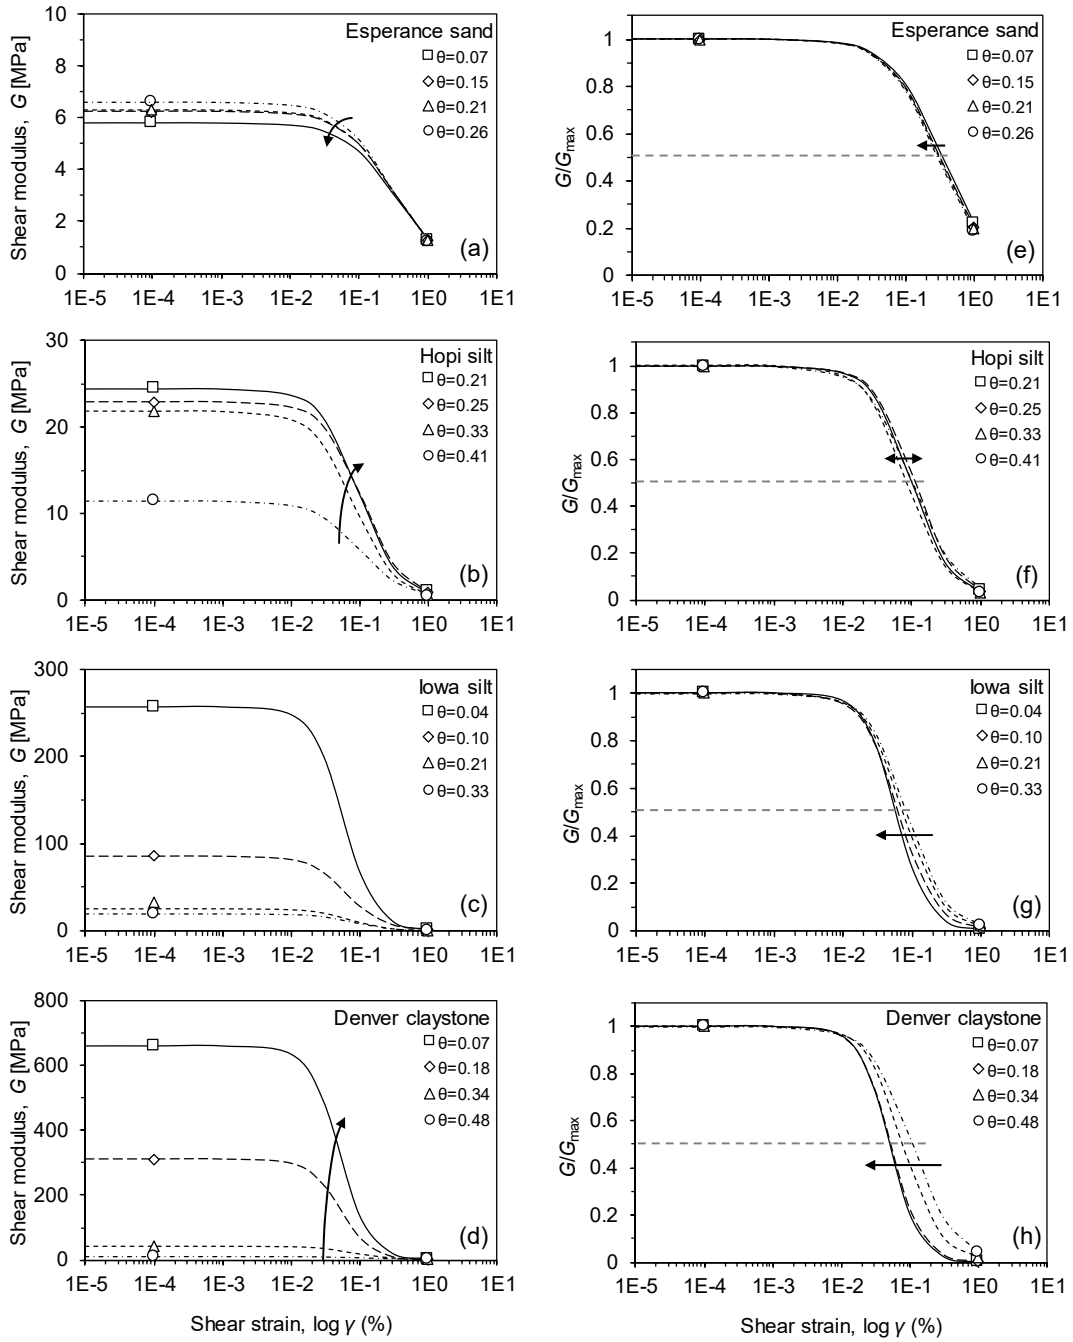 10
8
6
4
2
0
Shear modulus, G [MPa]
Esperance sand
θ=0.07
θ=0.15
θ=0.21
θ=0.26
(a)
1E-5 1E-4 1E-3 1E-2 1E-1 1E0 1E1
1
0.8
0.6
0.4
0.2
0
G/Gmax
Esperance sand
θ=0.07
θ=0.15
θ=0.21
θ=0.26
(e)
1E-5 1E-4 1E-3 1E-2 1E-1 1E0 1E1
30
20
10
0
Shear modulus, G [MPa]
Hopi silt
θ=0.21
θ=0.25
θ=0.33
θ=0.41
(b)
1E-5 1E-4 1E-3 1E-2 1E-1 1E0 1E1
1
0.8
0.6
0.4
0.2
0
G/Gmax
Hopi silt
θ=0.21
θ=0.25
θ=0.33
θ=0.41
(f)
1E-5 1E-4 1E-3 1E-2 1E-1 1E0 1E1
300
200
100
0
Shear modulus, G [MPa]
Iowa silt
θ=0.04
θ=0.10
θ=0.21
θ=0.33
(c)
1E-5 1E-4 1E-3 1E-2 1E-1 1E0 1E1
1
0.8
0.6
0.4
0.2
0
G/Gmax
Iowa silt
θ=0.04
θ=0.10
θ=0.21
θ=0.33
(g)
1E-5 1E-4 1E-3 1E-2 1E-1 1E0 1E1
800
600
400
200
0
Shear modulus, G [MPa]
Denver claystone
θ=0.07
θ=0.18
θ=0.34
θ=0.48
(d)
1E-5 1E-4 1E-3 1E-2 1E-1 1E0 1E1
Shear strain, log γ (%)
1
0.8
0.6
0.4
0.2
0
G/Gmax
Denver claystone
θ=0.07
θ=0.18
θ=0.34
θ=0.48
(h)
1E-5 1E-4 1E-3 1E-2 1E-1 1E0 1E1
Shear strain, log γ (%)